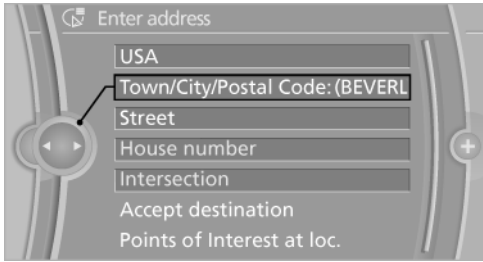 Enter address
USA
Town/City/Postal Code: (BEVERL
Street
House number
Intersection
Accept destination
Points of Interest at loc.